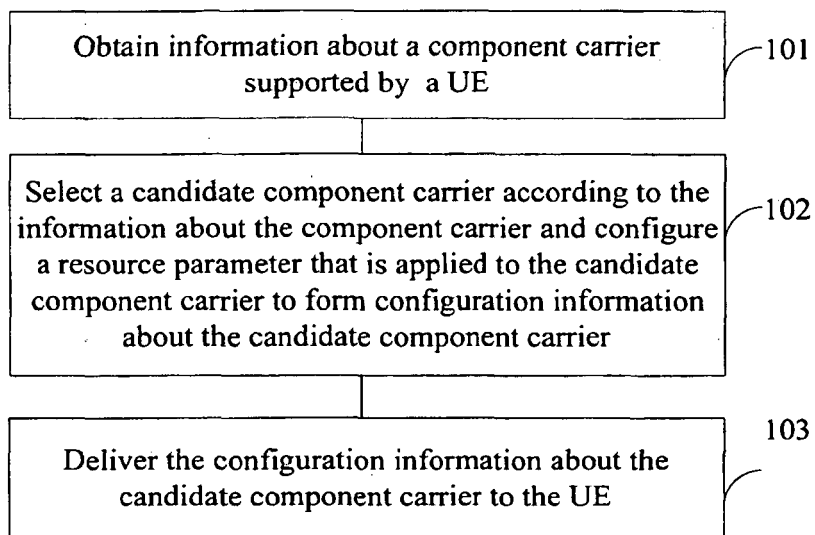 Obtain information about a component carrier
supported by a UE
101
Select a candidate component carrier according to the
information about the component carrier and configure
a resource parameter that is applied to the candidate
component carrier to form configuration information
about the candidate component carrier
102
Deliver the configuration information about the
candidate component carrier to the UE
103